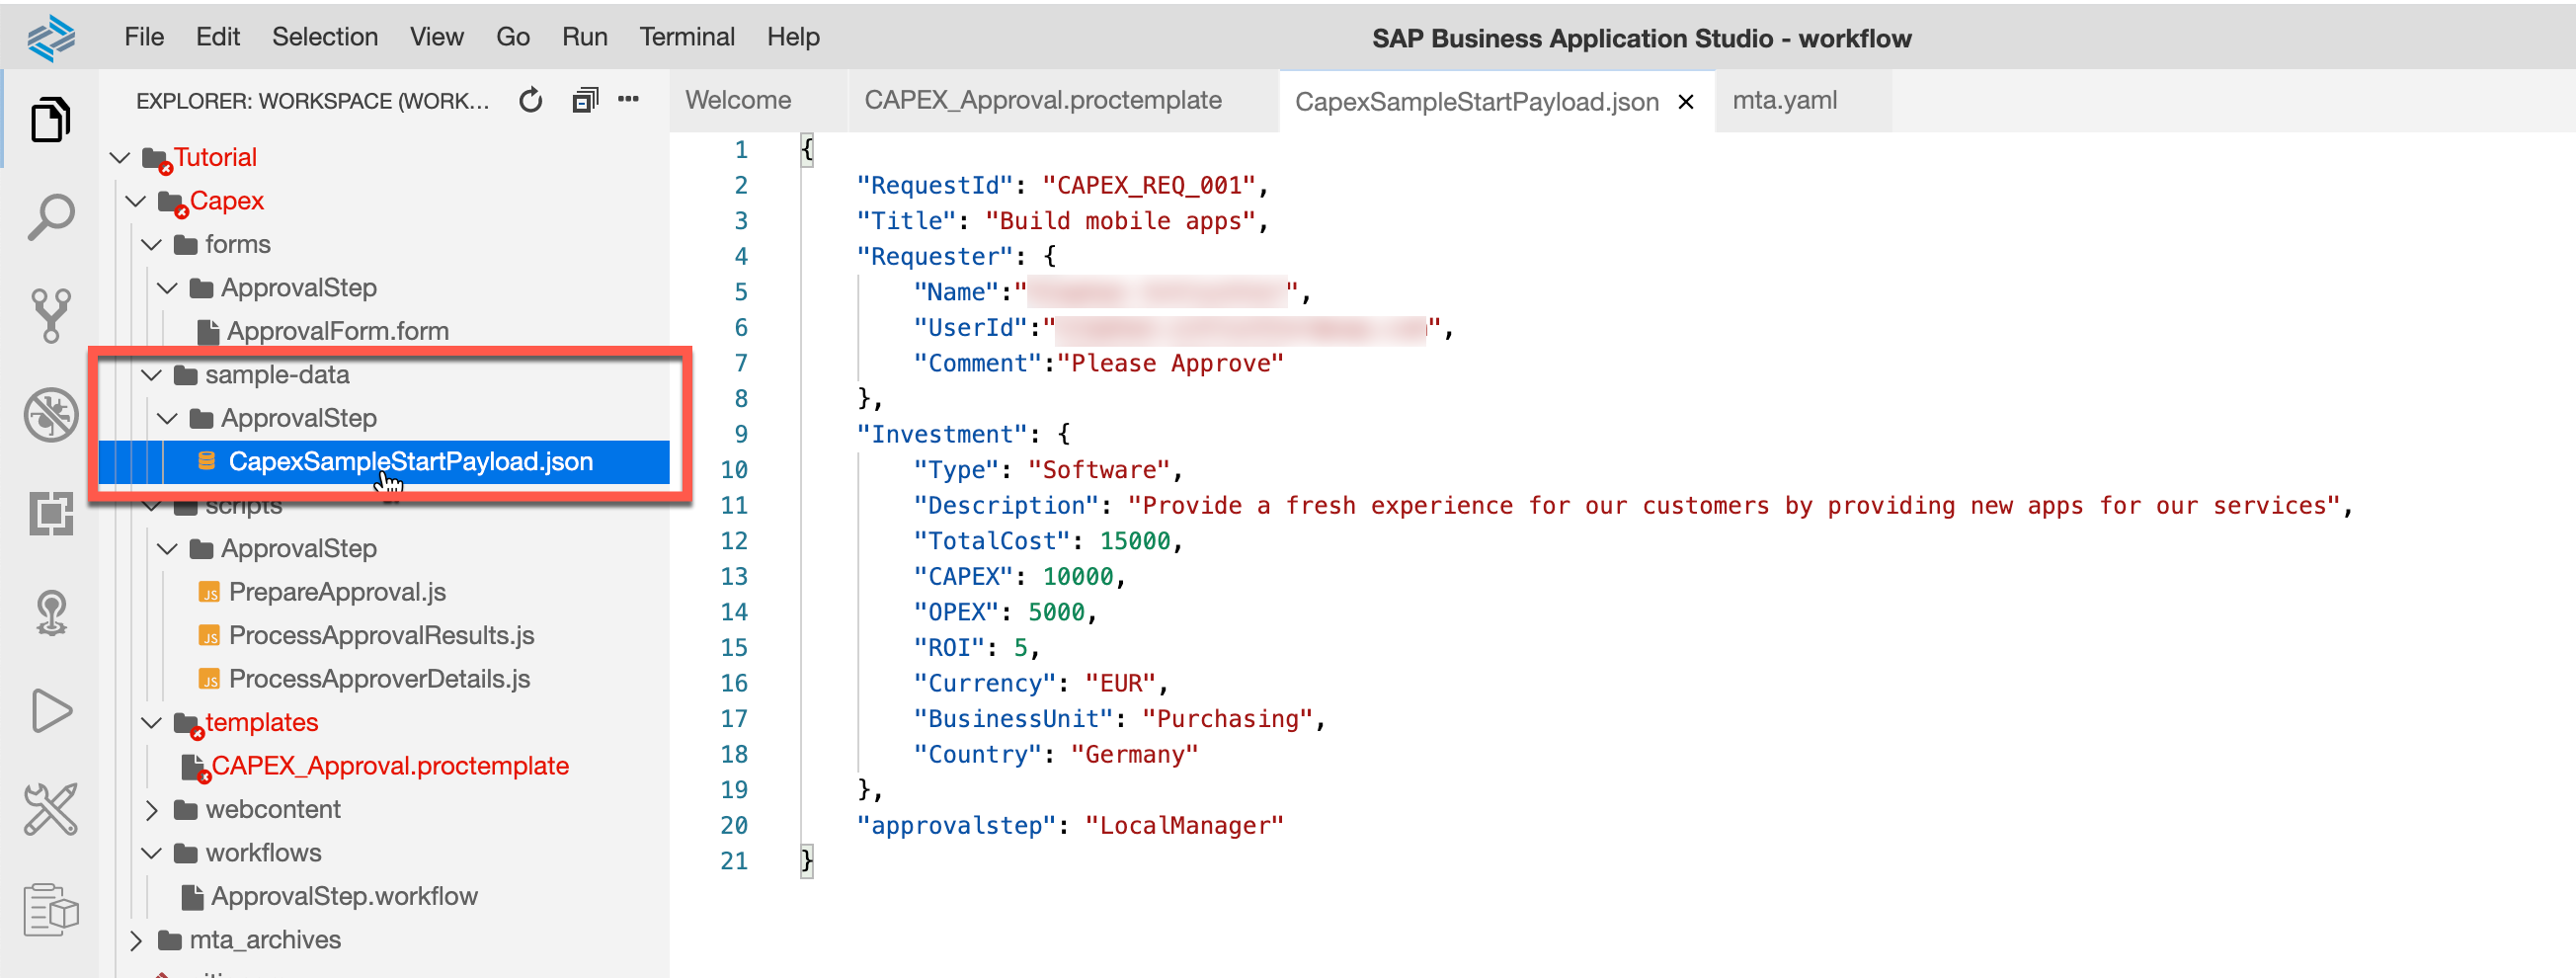 File Edit Selection View Go Run Terminal Help
SAP Business Application Studio - workflow
EXPLORER: WORKSPACE (WORK...
Tutorial
Capex
forms
ApprovalStep
ApprovalForm.form
sample-data
ApprovalStep
CapexSampleStartPayload.json
scripts
ApprovalStep
PrepareApproval.js
ProcessApprovalResults.js
ProcessApproverDetails.js
templates
CAPEX_Approval.proctemplate
webcontent
workflows
ApprovalStep.workflow
mta_archives
Welcome CAPEX_Approval.proctemplate CapexSampleStartPayload.json × mta.yaml
1 {
2 "RequestId": "CAPEX_REQ_001",
3 "Title": "Build mobile apps",
4 "Requester": {
5 "Name":"",
6 "UserId":"",
7 "Comment":"Please Approve"
8 },
9 "Investment": {
10 "Type": "Software",
11 "Description": "Provide a fresh experience for our customers by providing new apps for our services",
12 "TotalCost": 15000,
13 "CAPEX": 10000,
14 "OPEX": 5000,
15 "ROI": 5,
16 "Currency": "EUR",
17 "BusinessUnit": "Purchasing",
18 "Country": "Germany"
19 },
20 "approvalstep": "LocalManager"
21 }